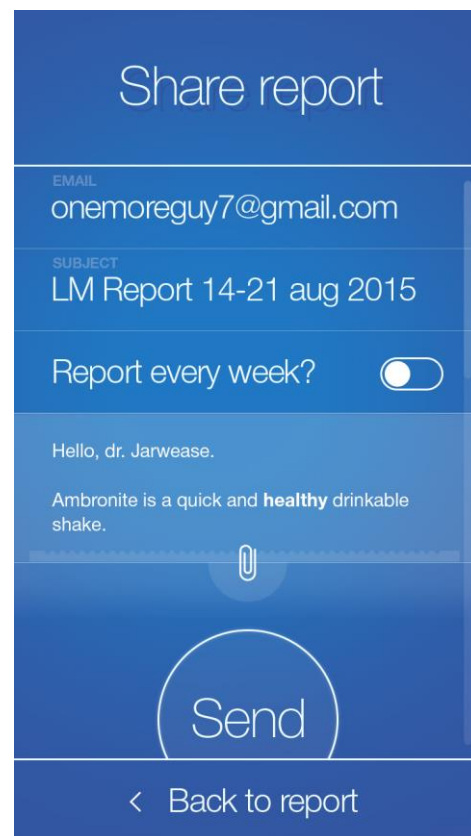 Share report
EMAIL
onemoreguy7@gmail.com
SUBJECT
LM Report 14-21 aug 2015
Report every week?
Hello, dr. Jarwease.
Ambronite is a quick and healthy drinkable
shake.
Send
< Back to report